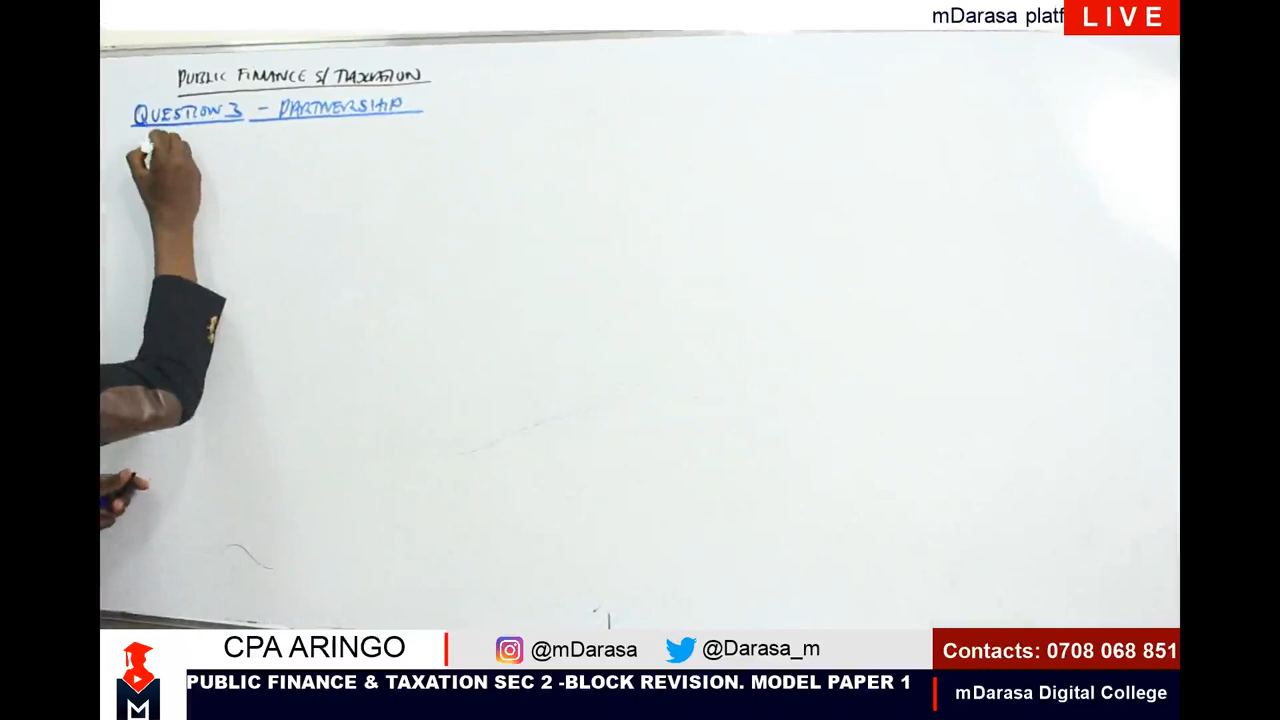 mDarasa platf
LIVE
PUBLIC FINANCE &/ TAXATION
QUESTION 3 - PARTNERSHIP
CPA ARINGO
@mDarasa
@Darasa_m
Contacts: 0708 068 851
PUBLIC FINANCE & TAXATION SEC 2 -BLOCK REVISION. MODEL PAPER 1
mDarasa Digital College
M